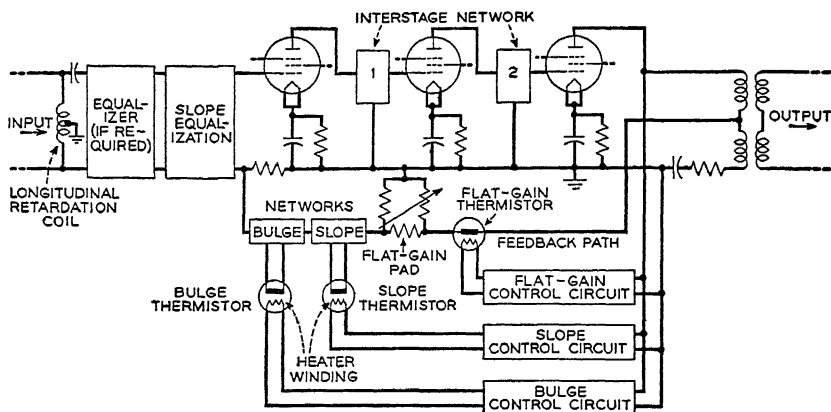 INTERSTAGE NETWORK
1
2
INPUT
EQUAL-
IZER
(IF RE-
QUIRED)
SLOPE
EQUAL-
IZATION
OUTPUT
LONGITUDINAL
RETARDATION
COIL
NETWORKS
BULGE
SLOPE
FLAT-GAIN
PAD
FLAT-GAIN
THERMISTOR
FEEDBACK PATH
BULGE
THERMISTOR
SLOPE
THERMISTOR
HEATER
WINDING
FLAT-GAIN
CONTROL CIRCUIT
SLOPE
CONTROL CIRCUIT
BULGE
CONTROL CIRCUIT